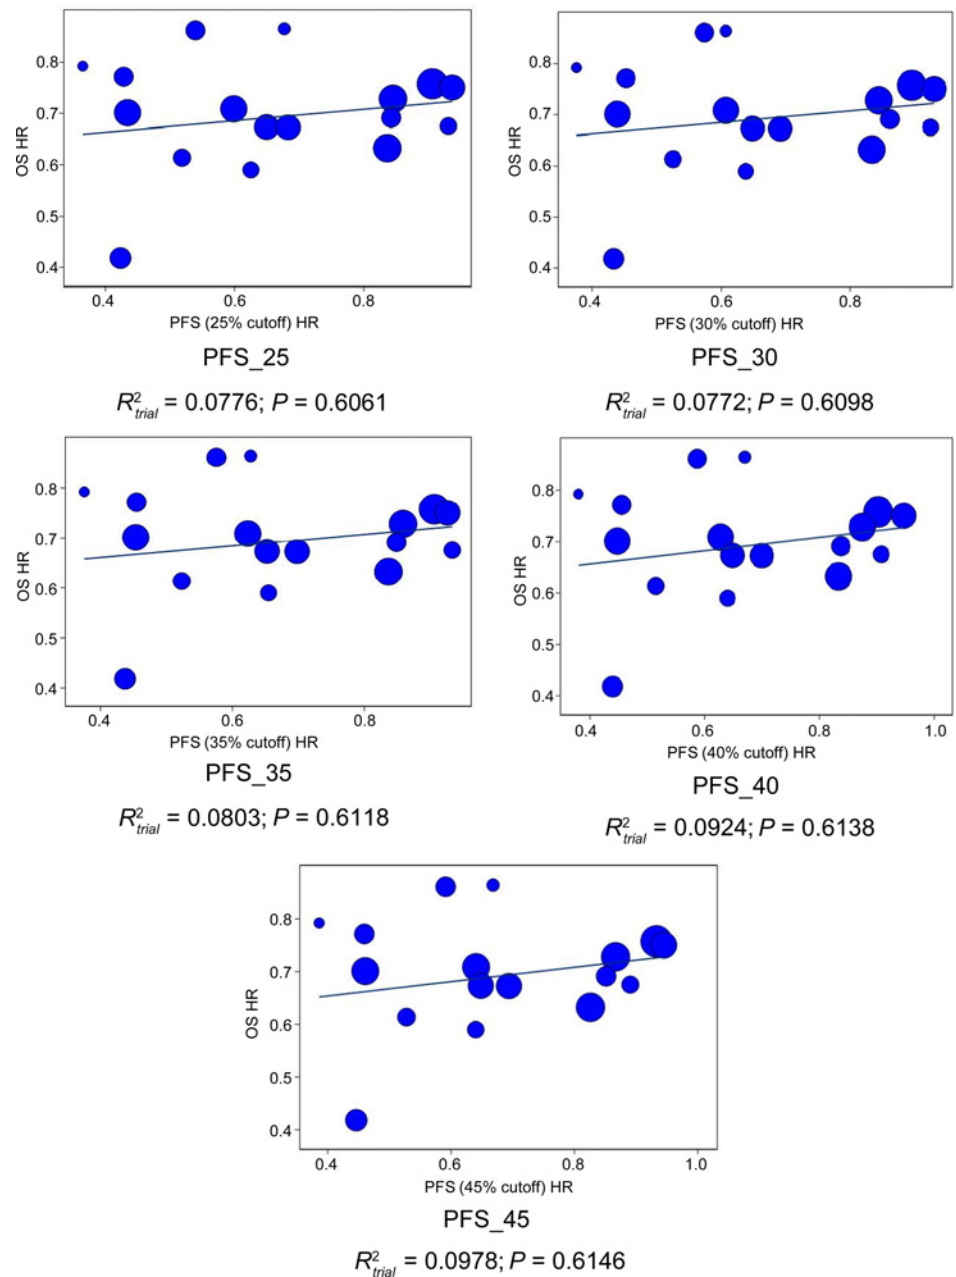 0.8
0.7
OS HR
0.6
0.5
0.4
0.4 0.6 0.8
PFS (25% cutoff) HR
PFS_25
R²trial = 0.0776; P = 0.6061
0.8
0.7
OS HR
0.6
0.5
0.4
0.4 0.6 0.8
PFS (30% cutoff) HR
PFS_30
R²trial = 0.0772; P = 0.6098
0.8
0.7
OS HR
0.6
0.5
0.4
0.4 0.6 0.8
PFS (35% cutoff) HR
PFS_35
R²trial = 0.0803; P = 0.6118
0.8
0.7
OS HR
0.6
0.5
0.4
0.4 0.6 0.8 1.0
PFS (40% cutoff) HR
PFS_40
R²trial = 0.0924; P = 0.6138
0.8
0.7
OS HR
0.6
0.5
0.4
0.4 0.6 0.8 1.0
PFS (45% cutoff) HR
PFS_45
R²trial = 0.0978; P = 0.6146